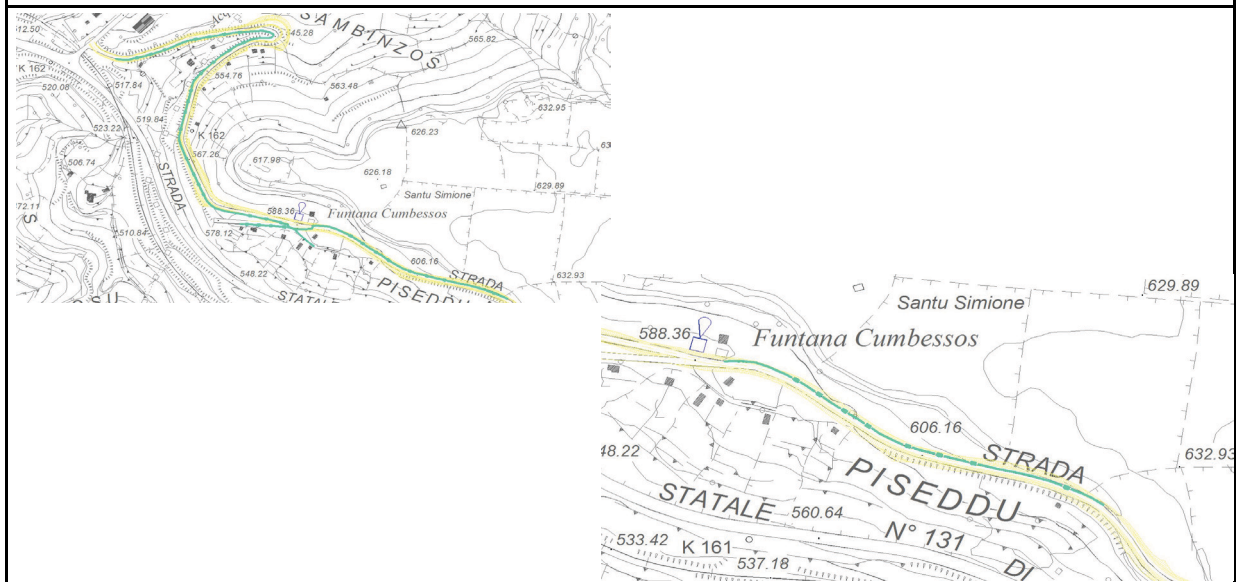 SAMBINZOS
Acq
45.28
565.82
K 162
554.76
517.84
520.08
563.48
632.95
519.84
523.22
626.23
K 162
567.26
506.74
617.98
626.18
629.89
STRADA
Santu Simione
S
588.36
Funtana Cumbessos
578.12
510.84
606.16
548.22
STRADA
632.93
STATALE
PISEDDU
629.89
Santu Simione
588.36
Funtana Cumbessos
606.16
48.22
STRADA
632.93
PISEDDU
STATALE
560.64
N° 131
533.42
K 161
537.18
DI